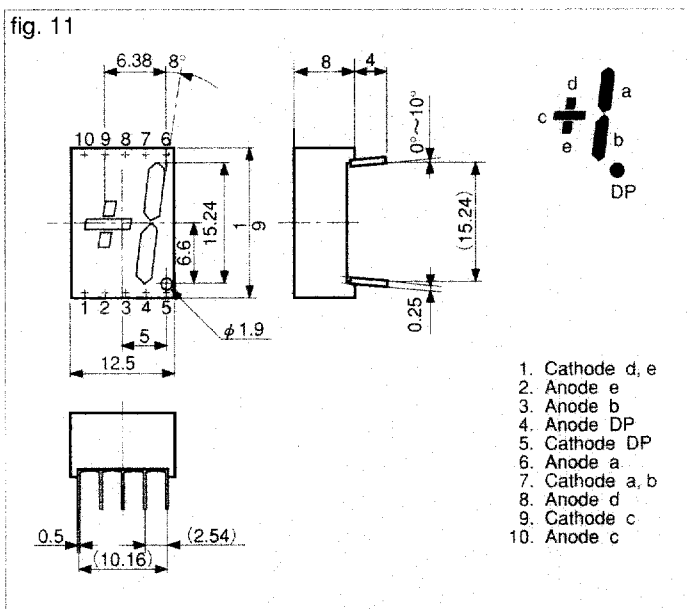 fig. 11
6.38 8°
8 4
10 9 8 7 6
15.24
19
6.6
1 2 3 4 5
5
φ1.9
12.5
0°~10°
(15.24)
0.25
d
a
c
e
b
DP
0.5
(2.54)
(10.16)
1. Cathode d, e
2. Anode e
3. Anode b
4. Anode DP
5. Cathode DP
6. Anode a
7. Cathode a, b
8. Anode d
9. Cathode c
10. Anode c